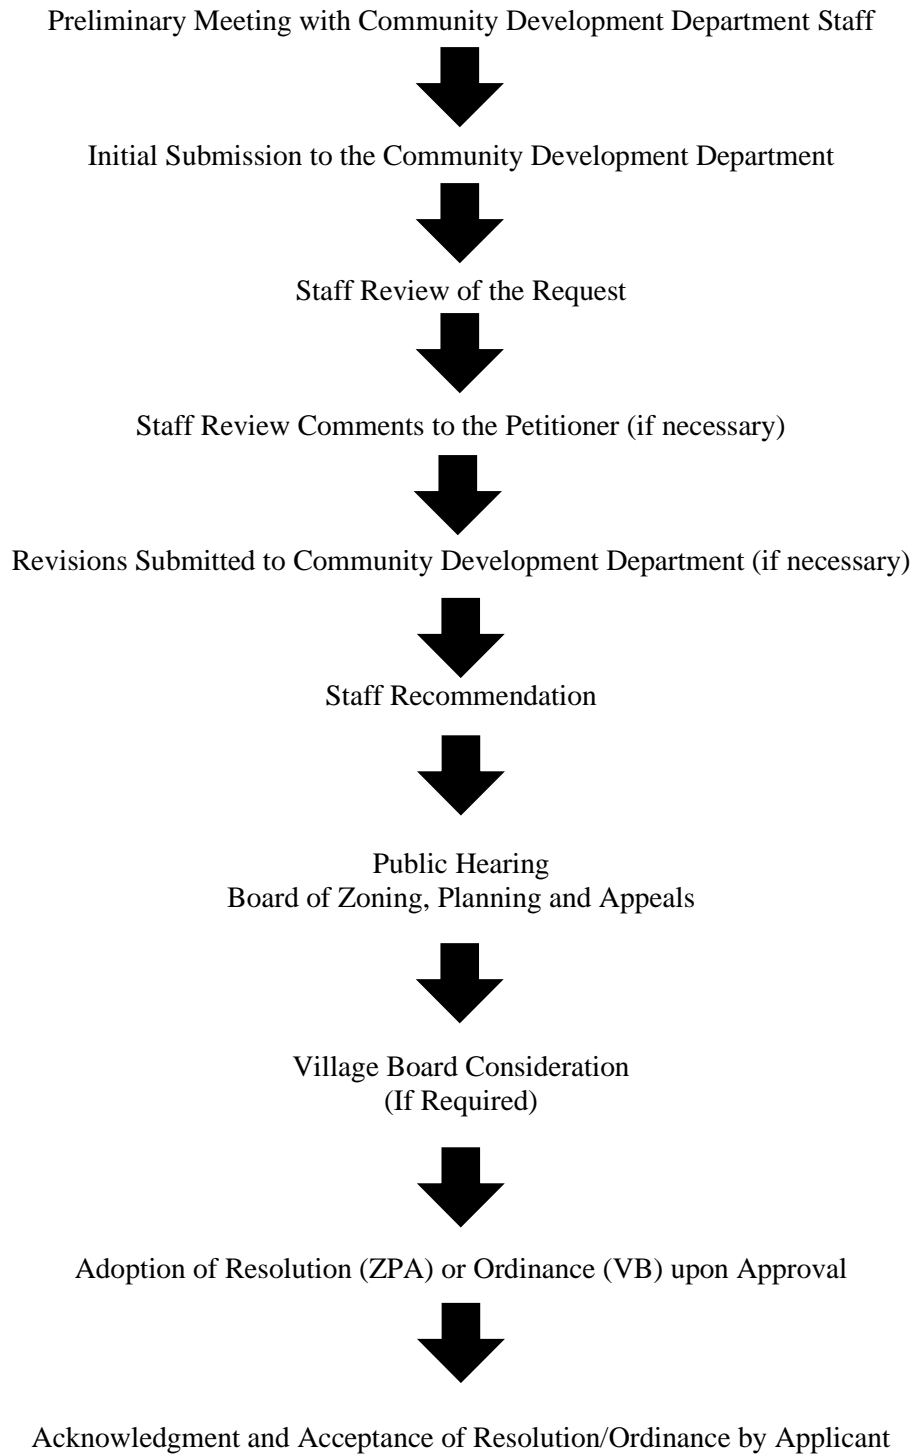 Preliminary Meeting with Community Development Department Staff
Initial Submission to the Community Development Department
Staff Review of the Request
Staff Review Comments to the Petitioner (if necessary)
Revisions Submitted to Community Development Department (if necessary)
Staff Recommendation
Public Hearing
Board of Zoning, Planning and Appeals
Village Board Consideration
(If Required)
Adoption of Resolution (ZPA) or Ordinance (VB) upon Approval
Acknowledgment and Acceptance of Resolution/Ordinance by Applicant